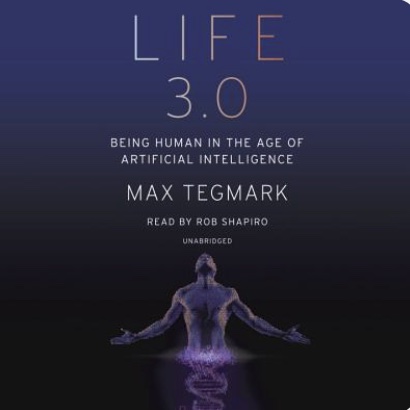 LIFE
3.0
BEING HUMAN IN THE AGE OF
ARTIFICIAL INTELLIGENCE
MAX TEGMARK
READ BY ROB SHAPIRO
UNABRIDGED